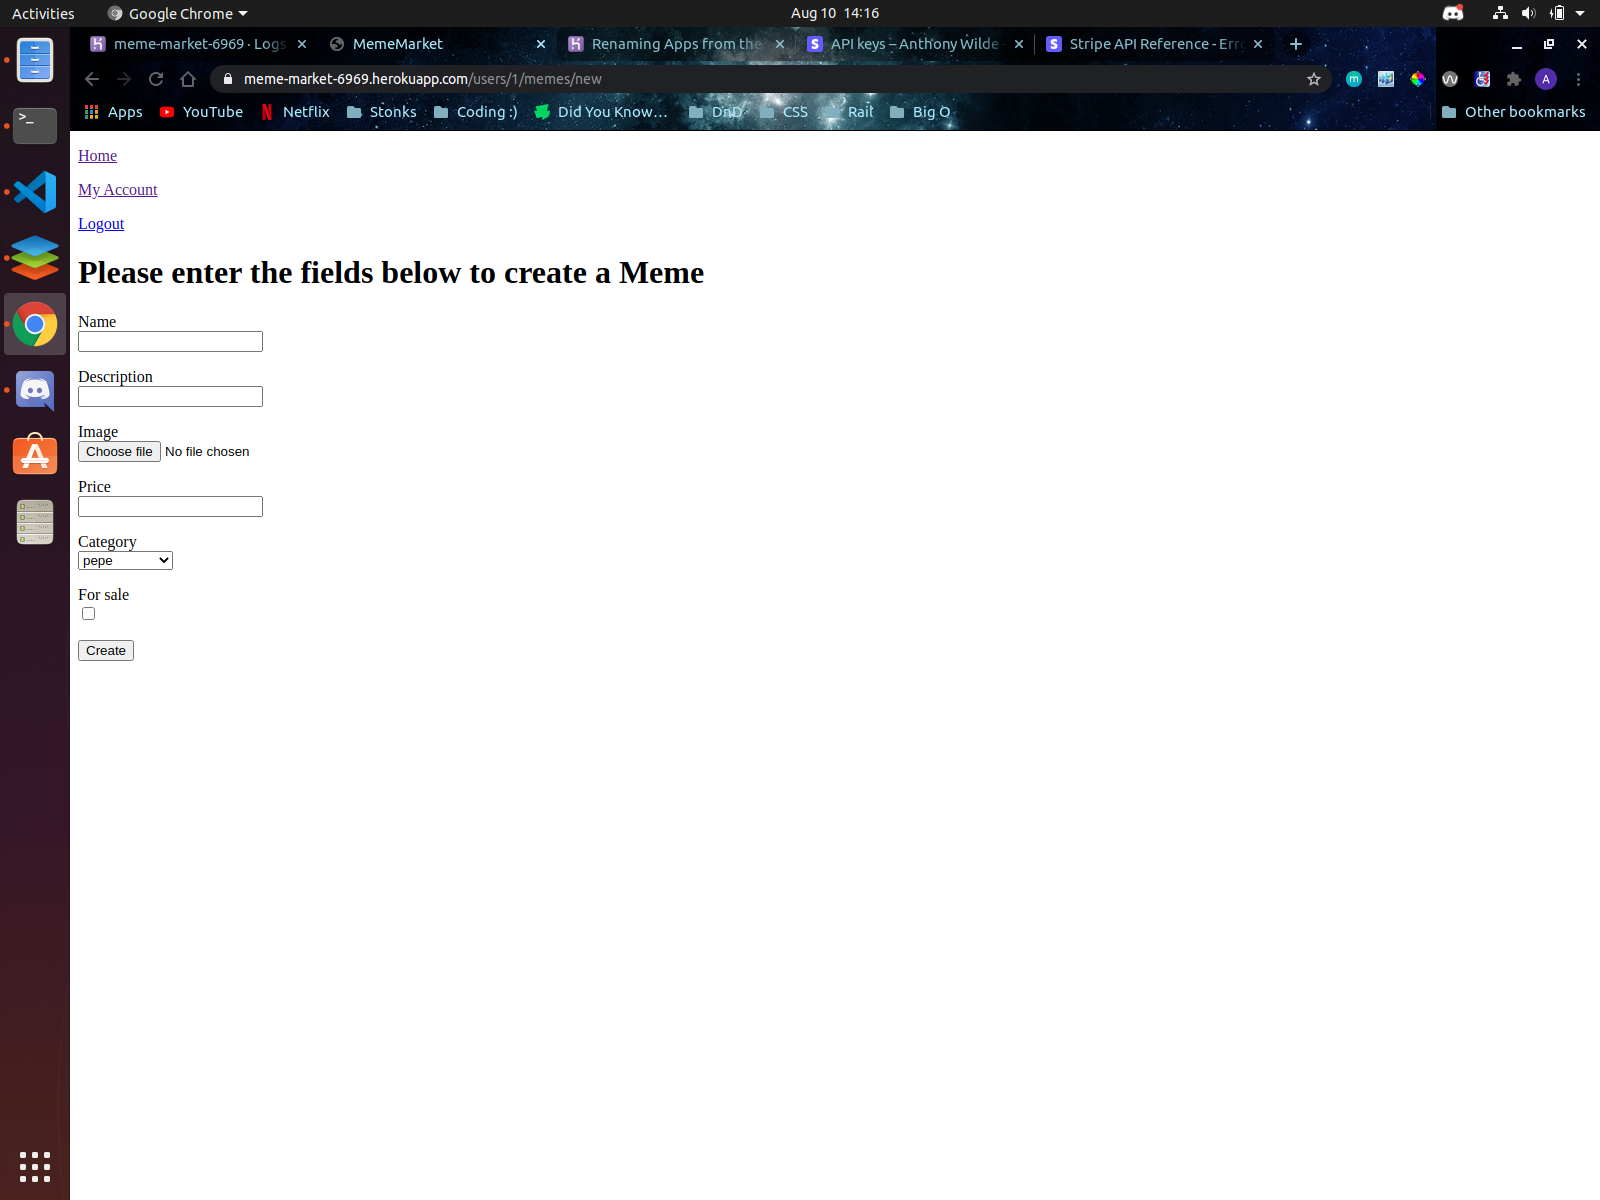 Activities Google Chrome Aug 10 14:16
meme-market-6969 · Logs MemeMarket Renaming Apps from the API keys – Anthony Wilde Stripe API Reference - Erro
meme-market-6969.herokuapp.com/users/1/memes/new A
Apps YouTube Netflix Stonks Coding :) Did You Know… DnD CSS Rail Big O Other bookmarks
Home
My Account
Logout
Please enter the fields below to create a Meme
Name
Description
Image
Choose file No file chosen
Price
Category
pepe
For sale
Create